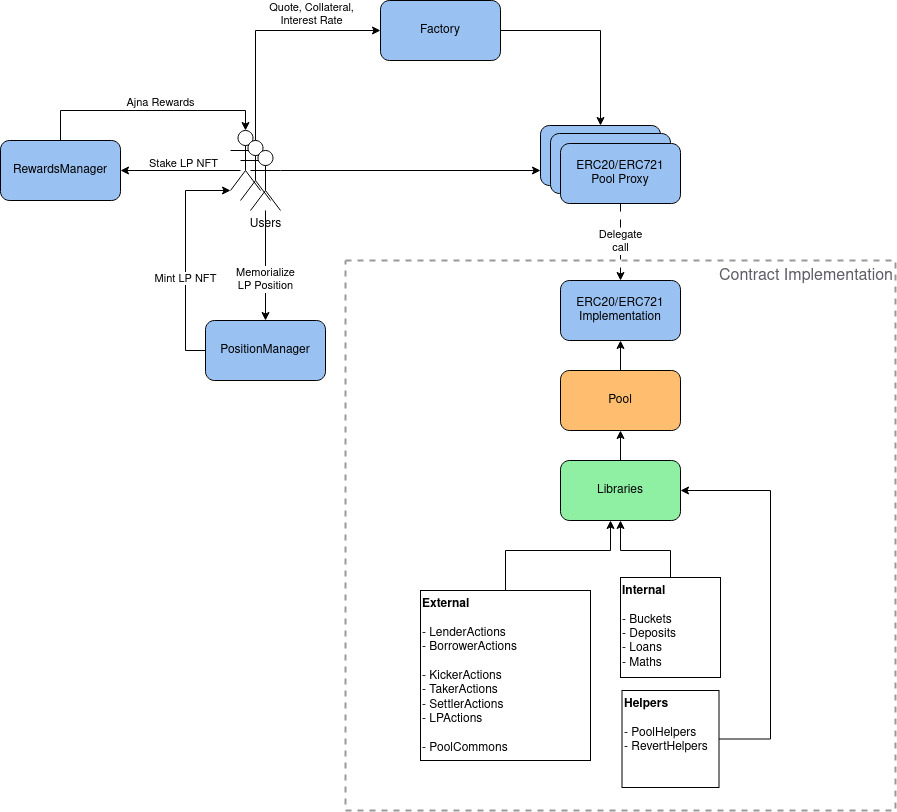 Quote, Collateral,
Interest Rate
Factory
Ajna Rewards
RewardsManager
Stake LP NFT
ERC20/ERC721
Pool Proxy
Users
Delegate
call
Mint LP NFT
Memorialize
LP Position
Contract Implementation
ERC20/ERC721
Implementation
PositionManager
Pool
Libraries
External
- LenderActions
- BorrowerActions
- KickerActions
- TakerActions
- SettlerActions
- LPActions
- PoolCommons
Internal
- Buckets
- Deposits
- Loans
- Maths
Helpers
- PoolHelpers
- RevertHelpers